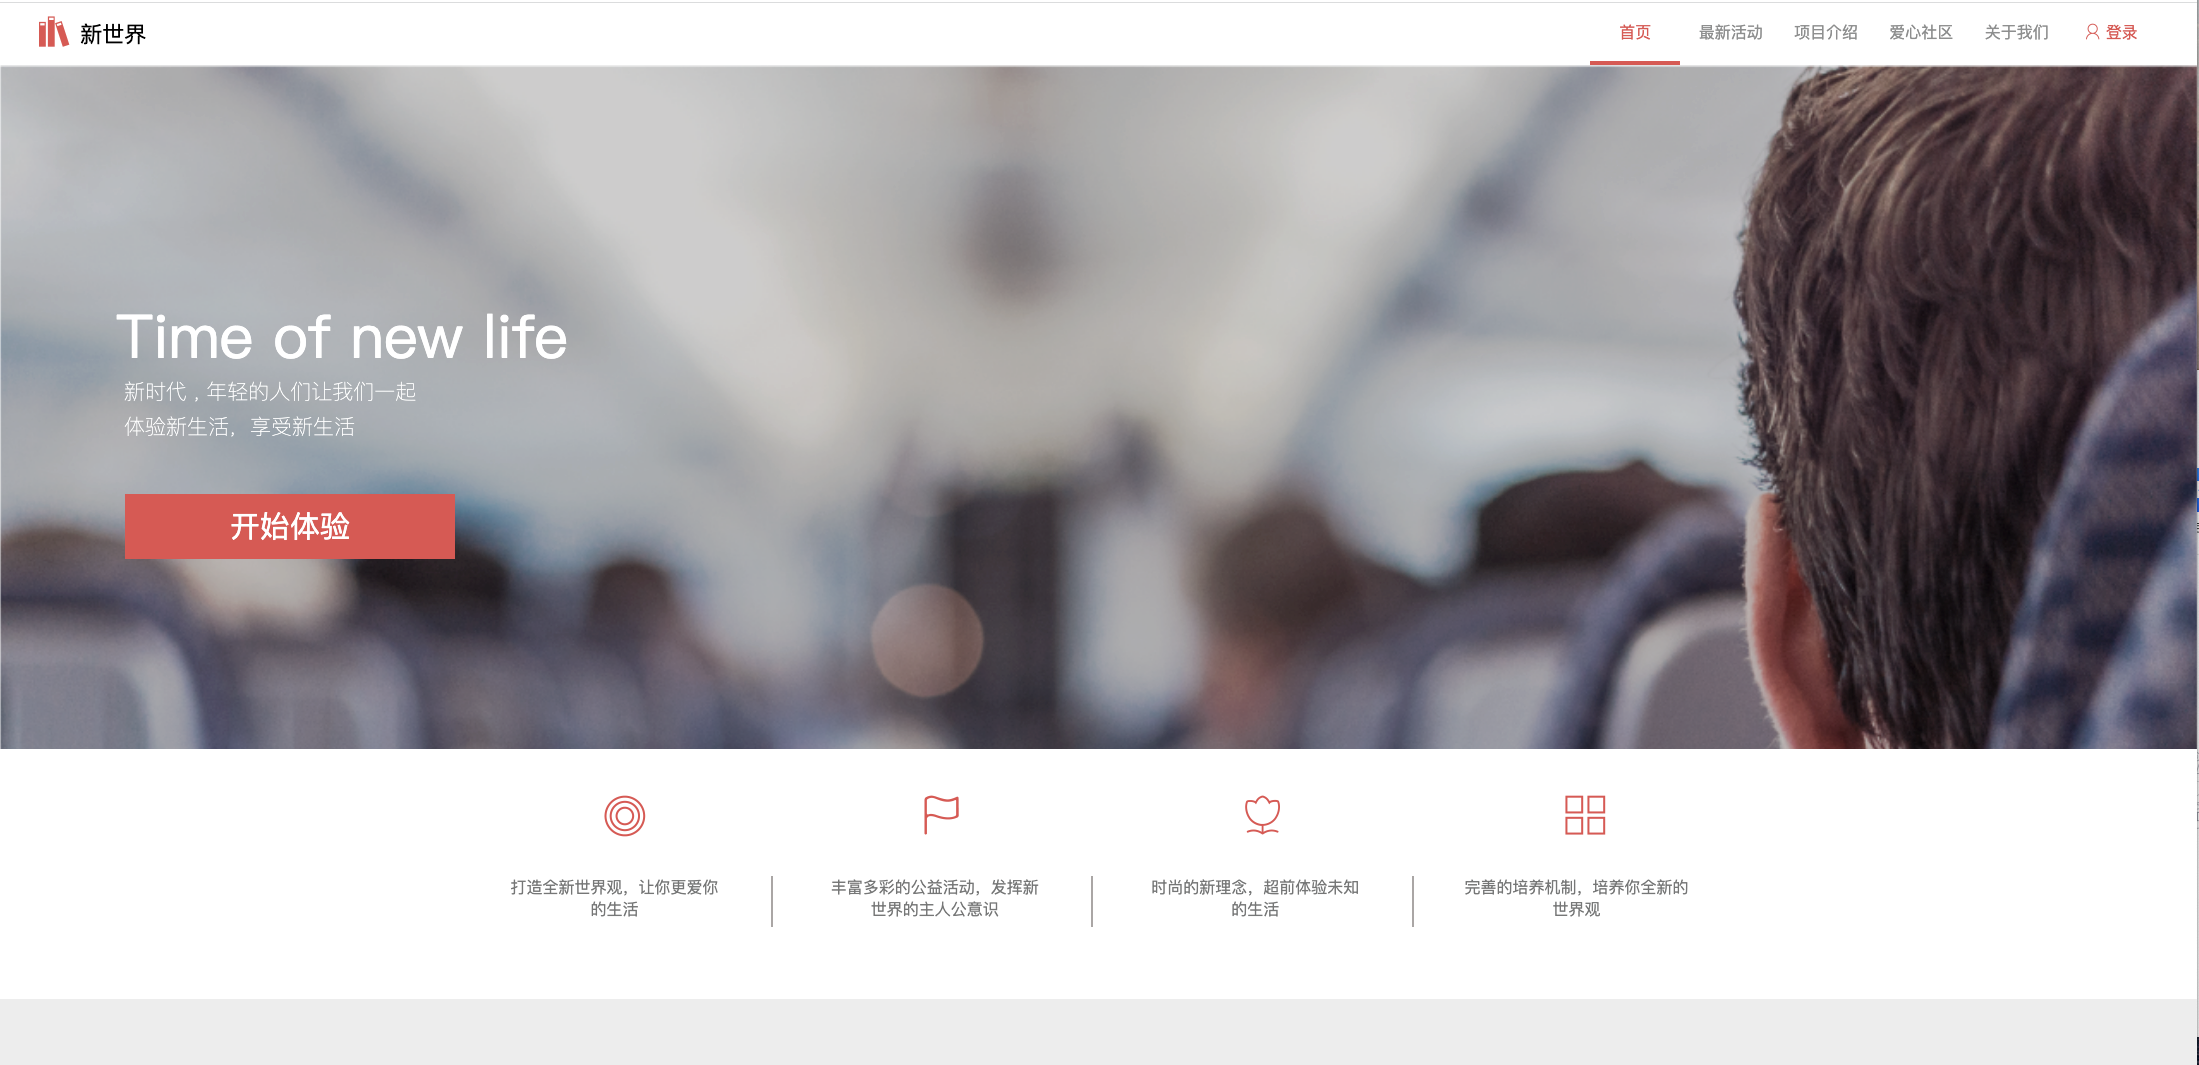 新世界
首页 最新活动 项目介绍 爱心社区 关于我们 登录
Time of new life
新时代，年轻的人们让我们一起
体验新生活，享受新生活
开始体验
打造全新世界观，让你更爱你
的生活
丰富多彩的公益活动，发挥新
世界的主人公意识
时尚的新理念，超前体验未知
的生活
完善的培养机制，培养你全新的
世界观